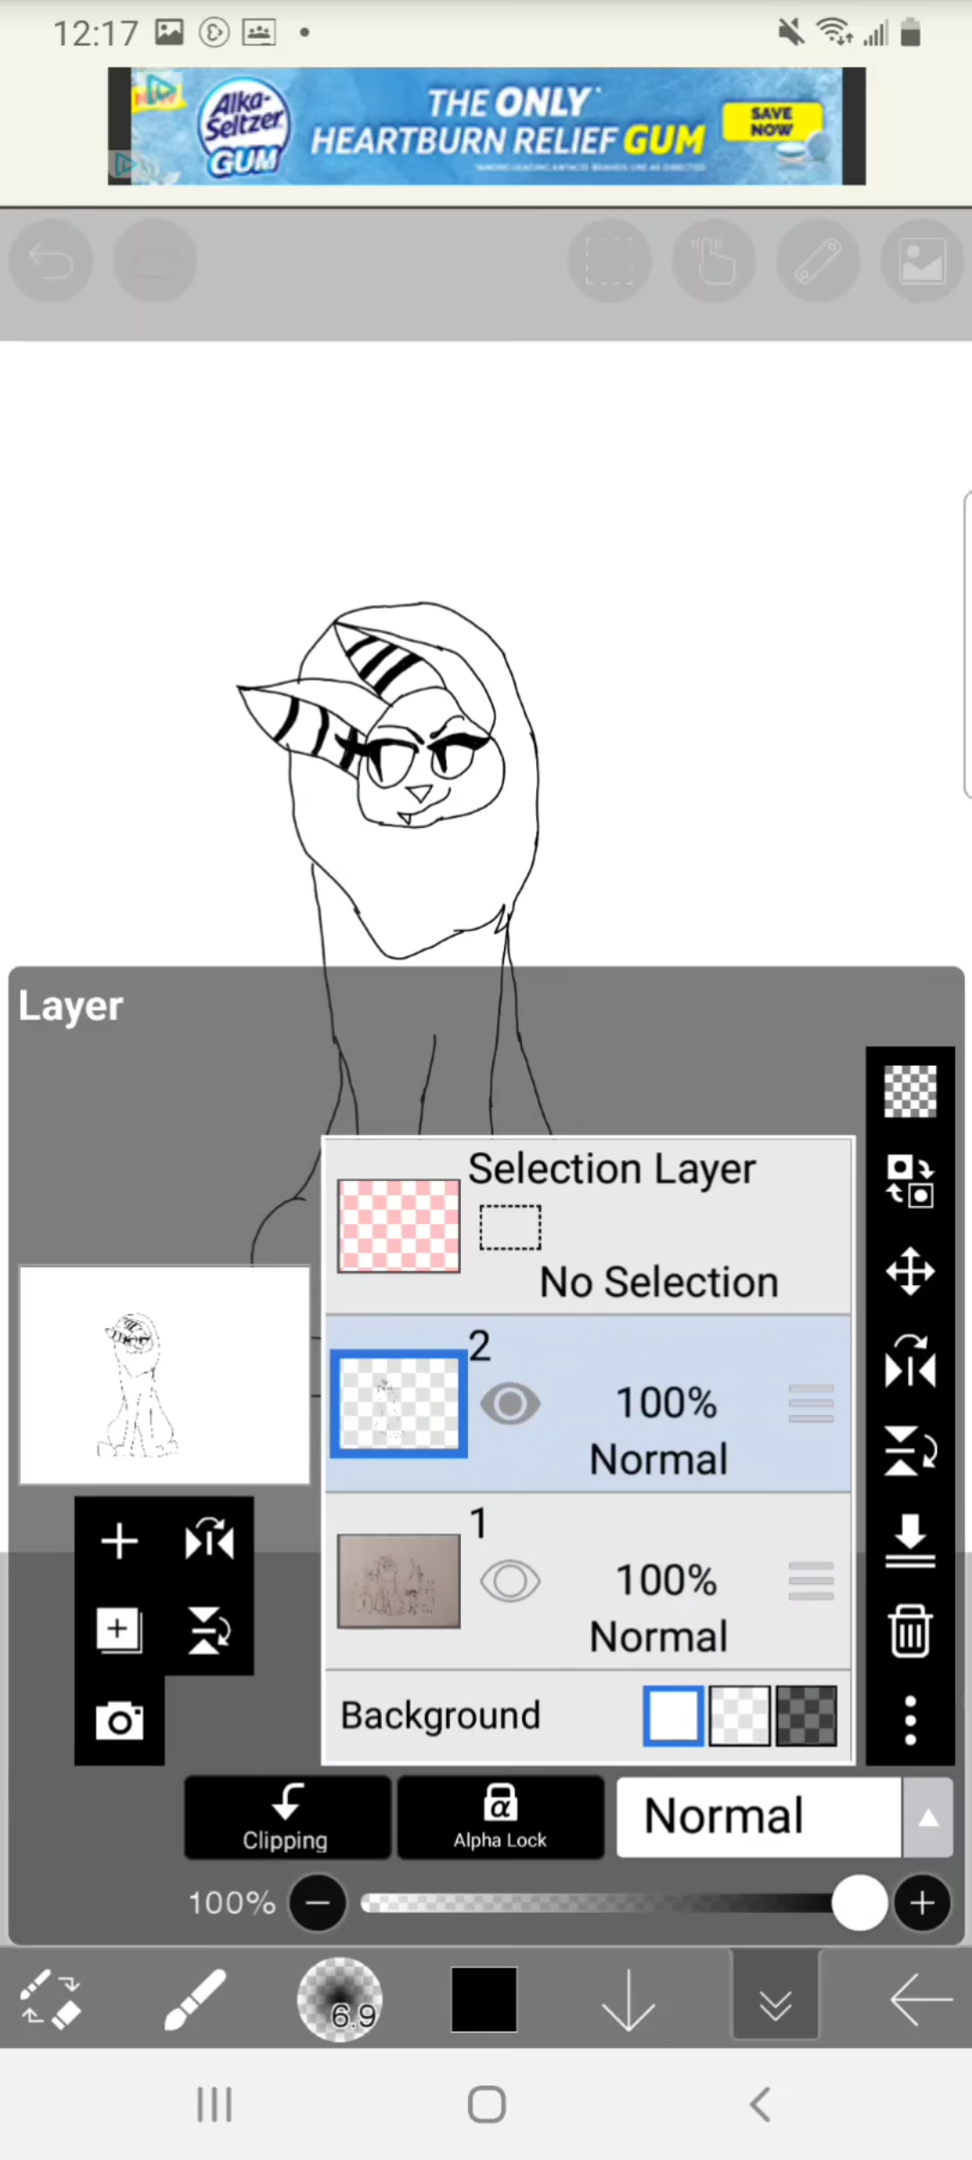 12:17
Alka-
Seltzer
GUM
THE ONLY
HEARTBURN RELIEF GUM
SAVE
NOW
Layer
Selection Layer
No Selection
2
100%
Normal
1
100%
Normal
Background
Clipping
α
Alpha Lock
Normal
100%
6.9